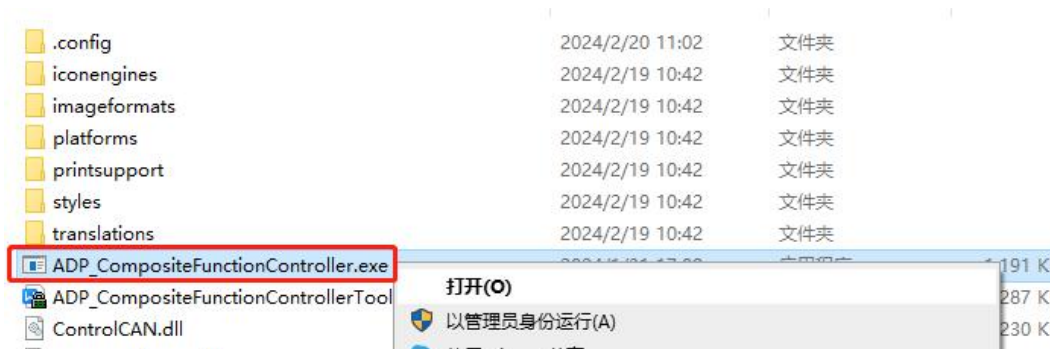 .config 2024/2/20 11:02 文件夹
iconengines 2024/2/19 10:42 文件夹
imageformats 2024/2/19 10:42 文件夹
platforms 2024/2/19 10:42 文件夹
printsupport 2024/2/19 10:42 文件夹
styles 2024/2/19 10:42 文件夹
translations 2024/2/19 10:42 文件夹
ADP_CompositeFunctionController.exe 191 K
打开(O)
ADP_CompositeFunctionControllerTool 287 K
以管理员身份运行(A)
ControlCAN.dll 230 K